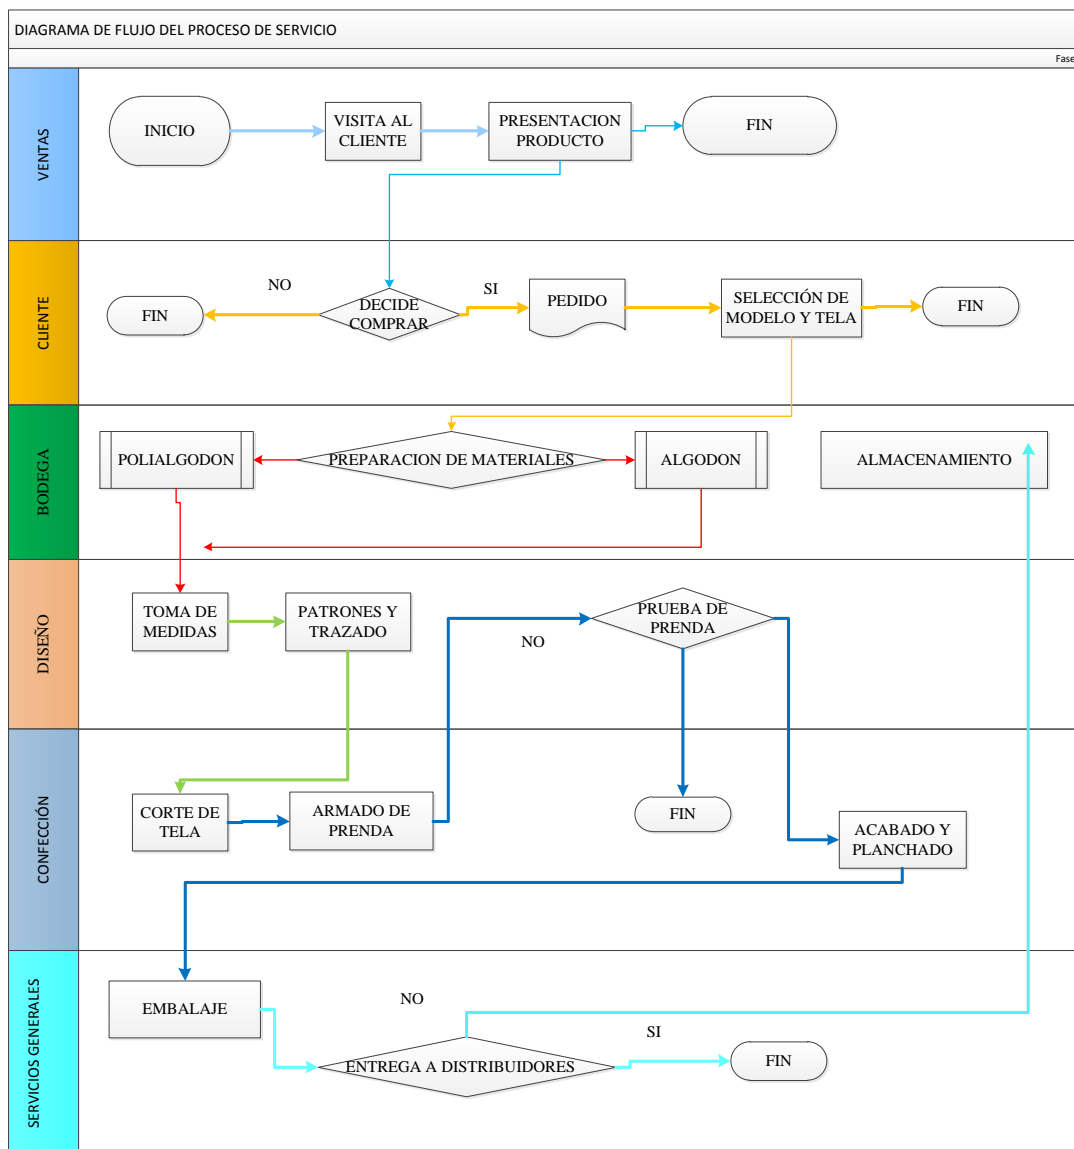 DIAGRAMA DE FLUJO DEL PROCESO DE SERVICIO
Fase
VENTAS
INICIO
VISITA AL
CLIENTE
PRESENTACION
PRODUCTO
FIN
CLIENTE
NO
FIN
DECIDE
COMPRAR
SI
PEDIDO
SELECCIÓN DE
MODELO Y TELA
FIN
BODEGA
POLIALGODON
PREPARACION DE MATERIALES
ALGODON
ALMACENAMIENTO
DISEÑO
TOMA DE
MEDIDAS
PATRONES Y
TRAZADO
NO
PRUEBA DE
PRENDA
CONFECCIÓN
CORTE DE
TELA
ARMADO DE
PRENDA
FIN
ACABADO Y
PLANCHADO
SERVICIOS GENERALES
EMBALAJE
NO
ENTREGA A DISTRIBUIDORES
SI
FIN